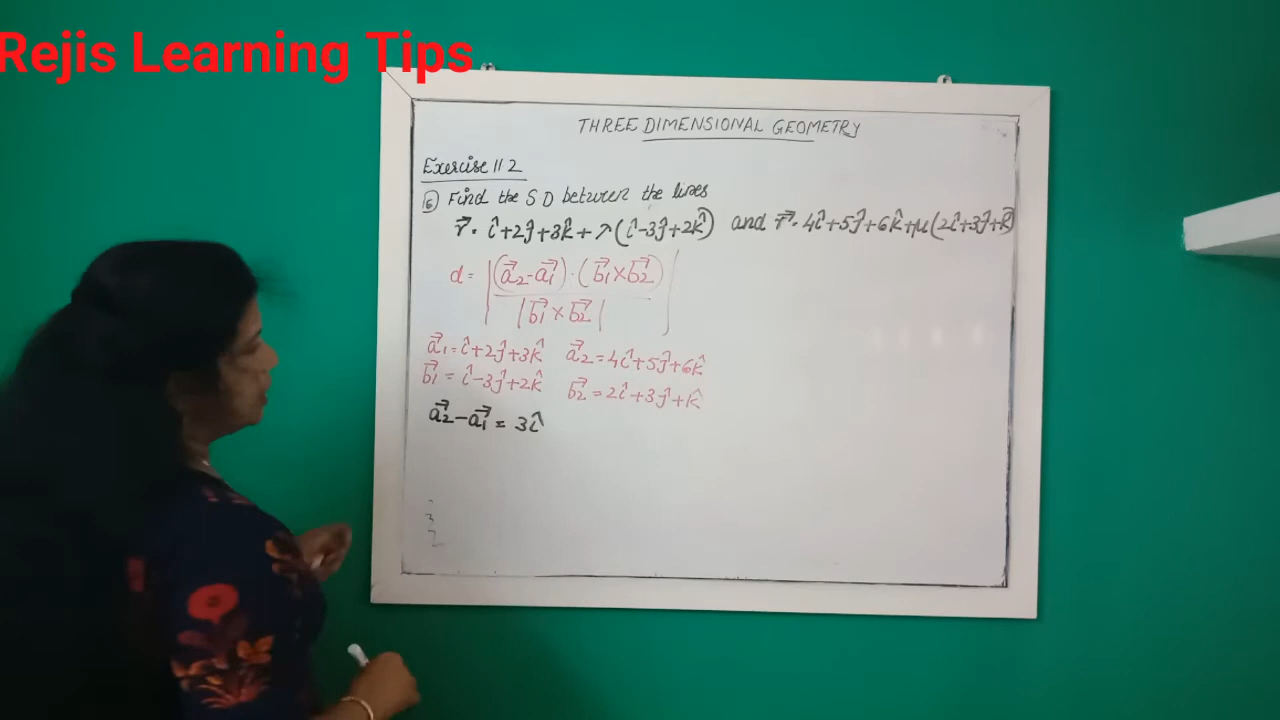 Rejis Learning Tips
THREE DIMENSIONAL GEOMETRY
Exercise 11 2
⑥ Find the S D between the lines
r⃗ = î+2ĵ+3k̂+λ(î-3ĵ+2k̂) and r⃗ = 4î+5ĵ+6k̂+μ(2î+3ĵ+k̂)
d = |(a⃗2-a⃗1)·(b⃗1×b⃗2)
|b⃗1×b⃗2| |
a⃗1=î+2ĵ+3k̂ a⃗2=4î+5ĵ+6k̂
b⃗1=î-3ĵ+2k̂ b⃗2=2î+3ĵ+k̂
a⃗2-a⃗1= 3î